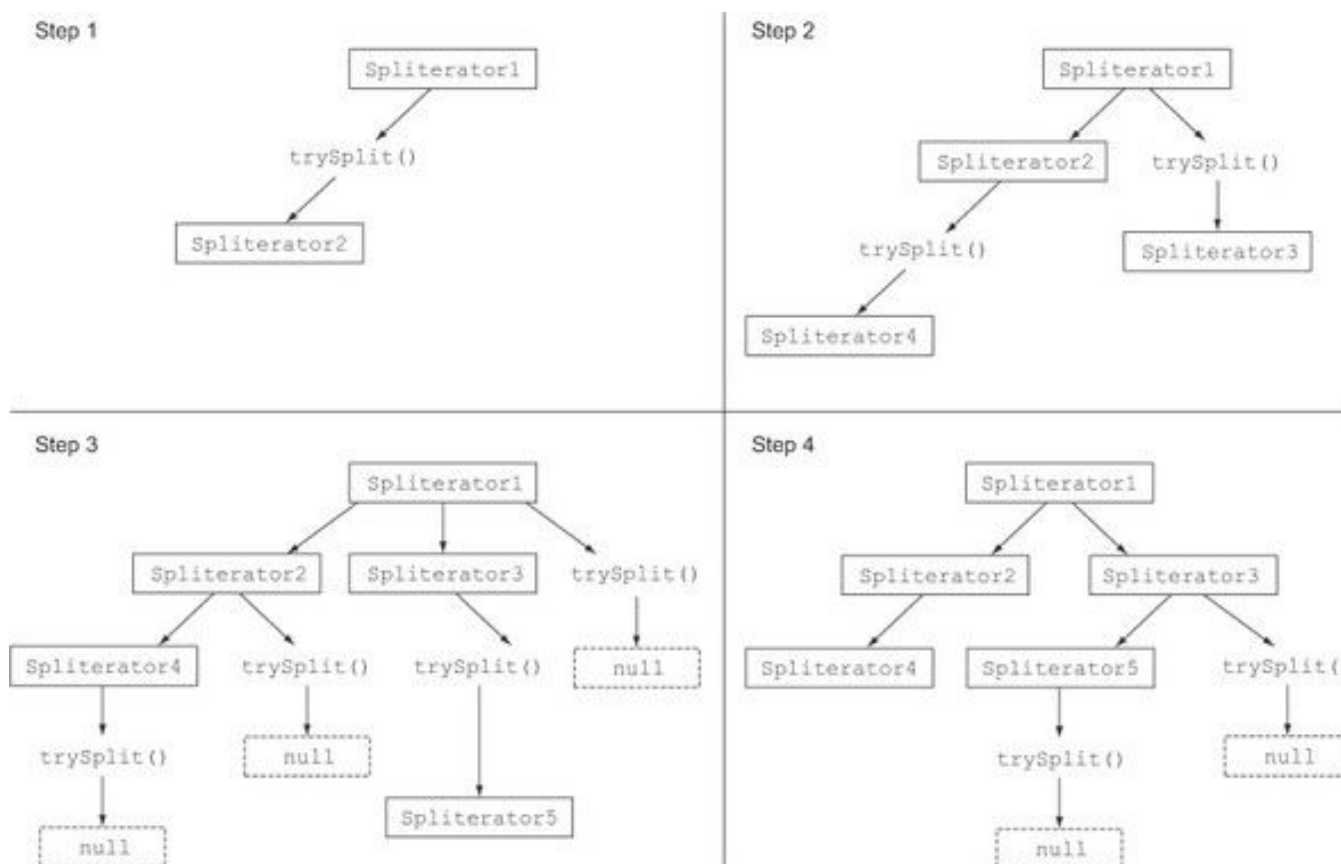 Step 1
Spliterator1
trySplit()
Spliterator2
Step 2
Spliterator1
Spliterator2
trySplit()
trySplit()
Spliterator3
Spliterator4
Step 3
Spliterator1
Spliterator2
Spliterator3
trySplit()
Spliterator4
trySplit()
trySplit()
null
trySplit()
null
Spliterator5
null
Step 4
Spliterator1
Spliterator2
Spliterator3
Spliterator4
Spliterator5
trySplit(
trySplit()
null
null